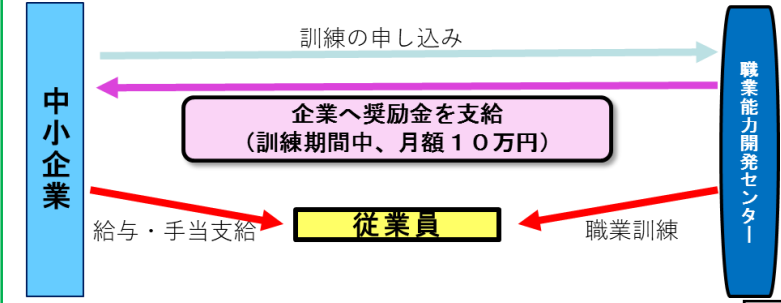 訓練の申し込み
中小企業
職業能力開発センター
企業へ奨励金を支給
（訓練期間中、月額１０万円）
給与・手当支給
従業員
職業訓練